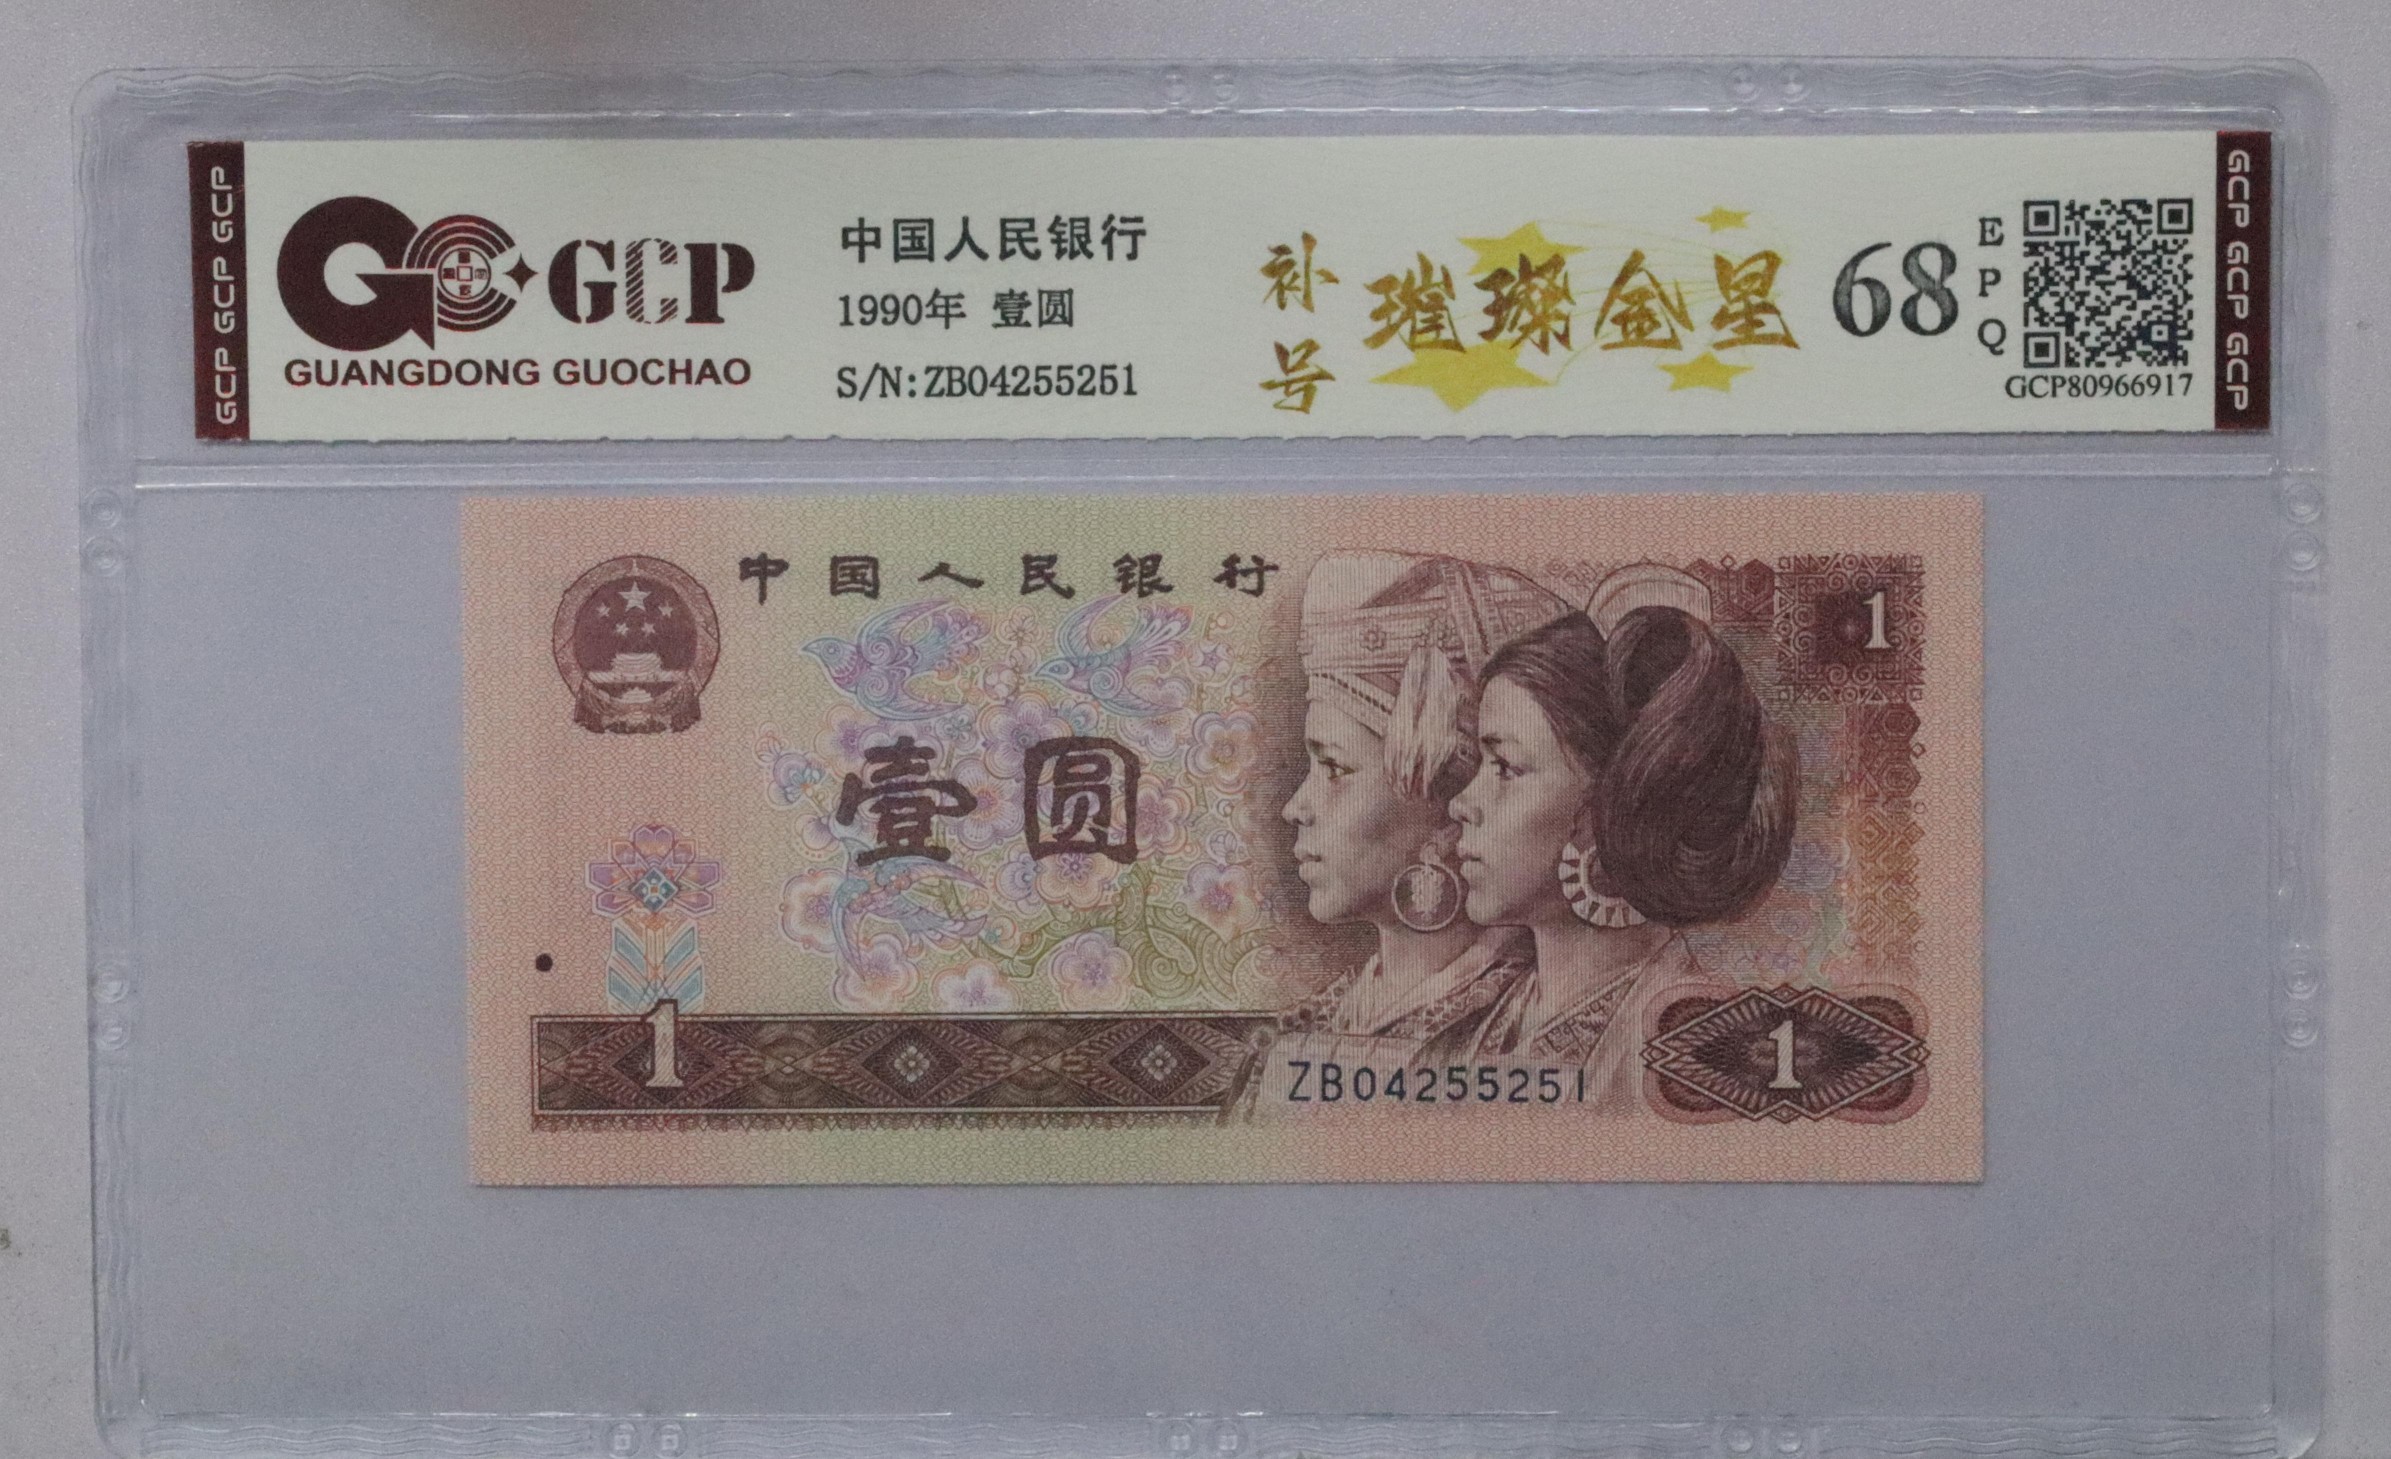 GCP GCP GCP
GCP
GUANGDONG GUOCHAO
中国人民银行
1990年 壹圆
S/N:ZB04255251
补号
璀璨金星
68
EPQ
GCP80966917
GCP GCP GCP
中国人民银行
1
壹圆
1
ZB04255251
1